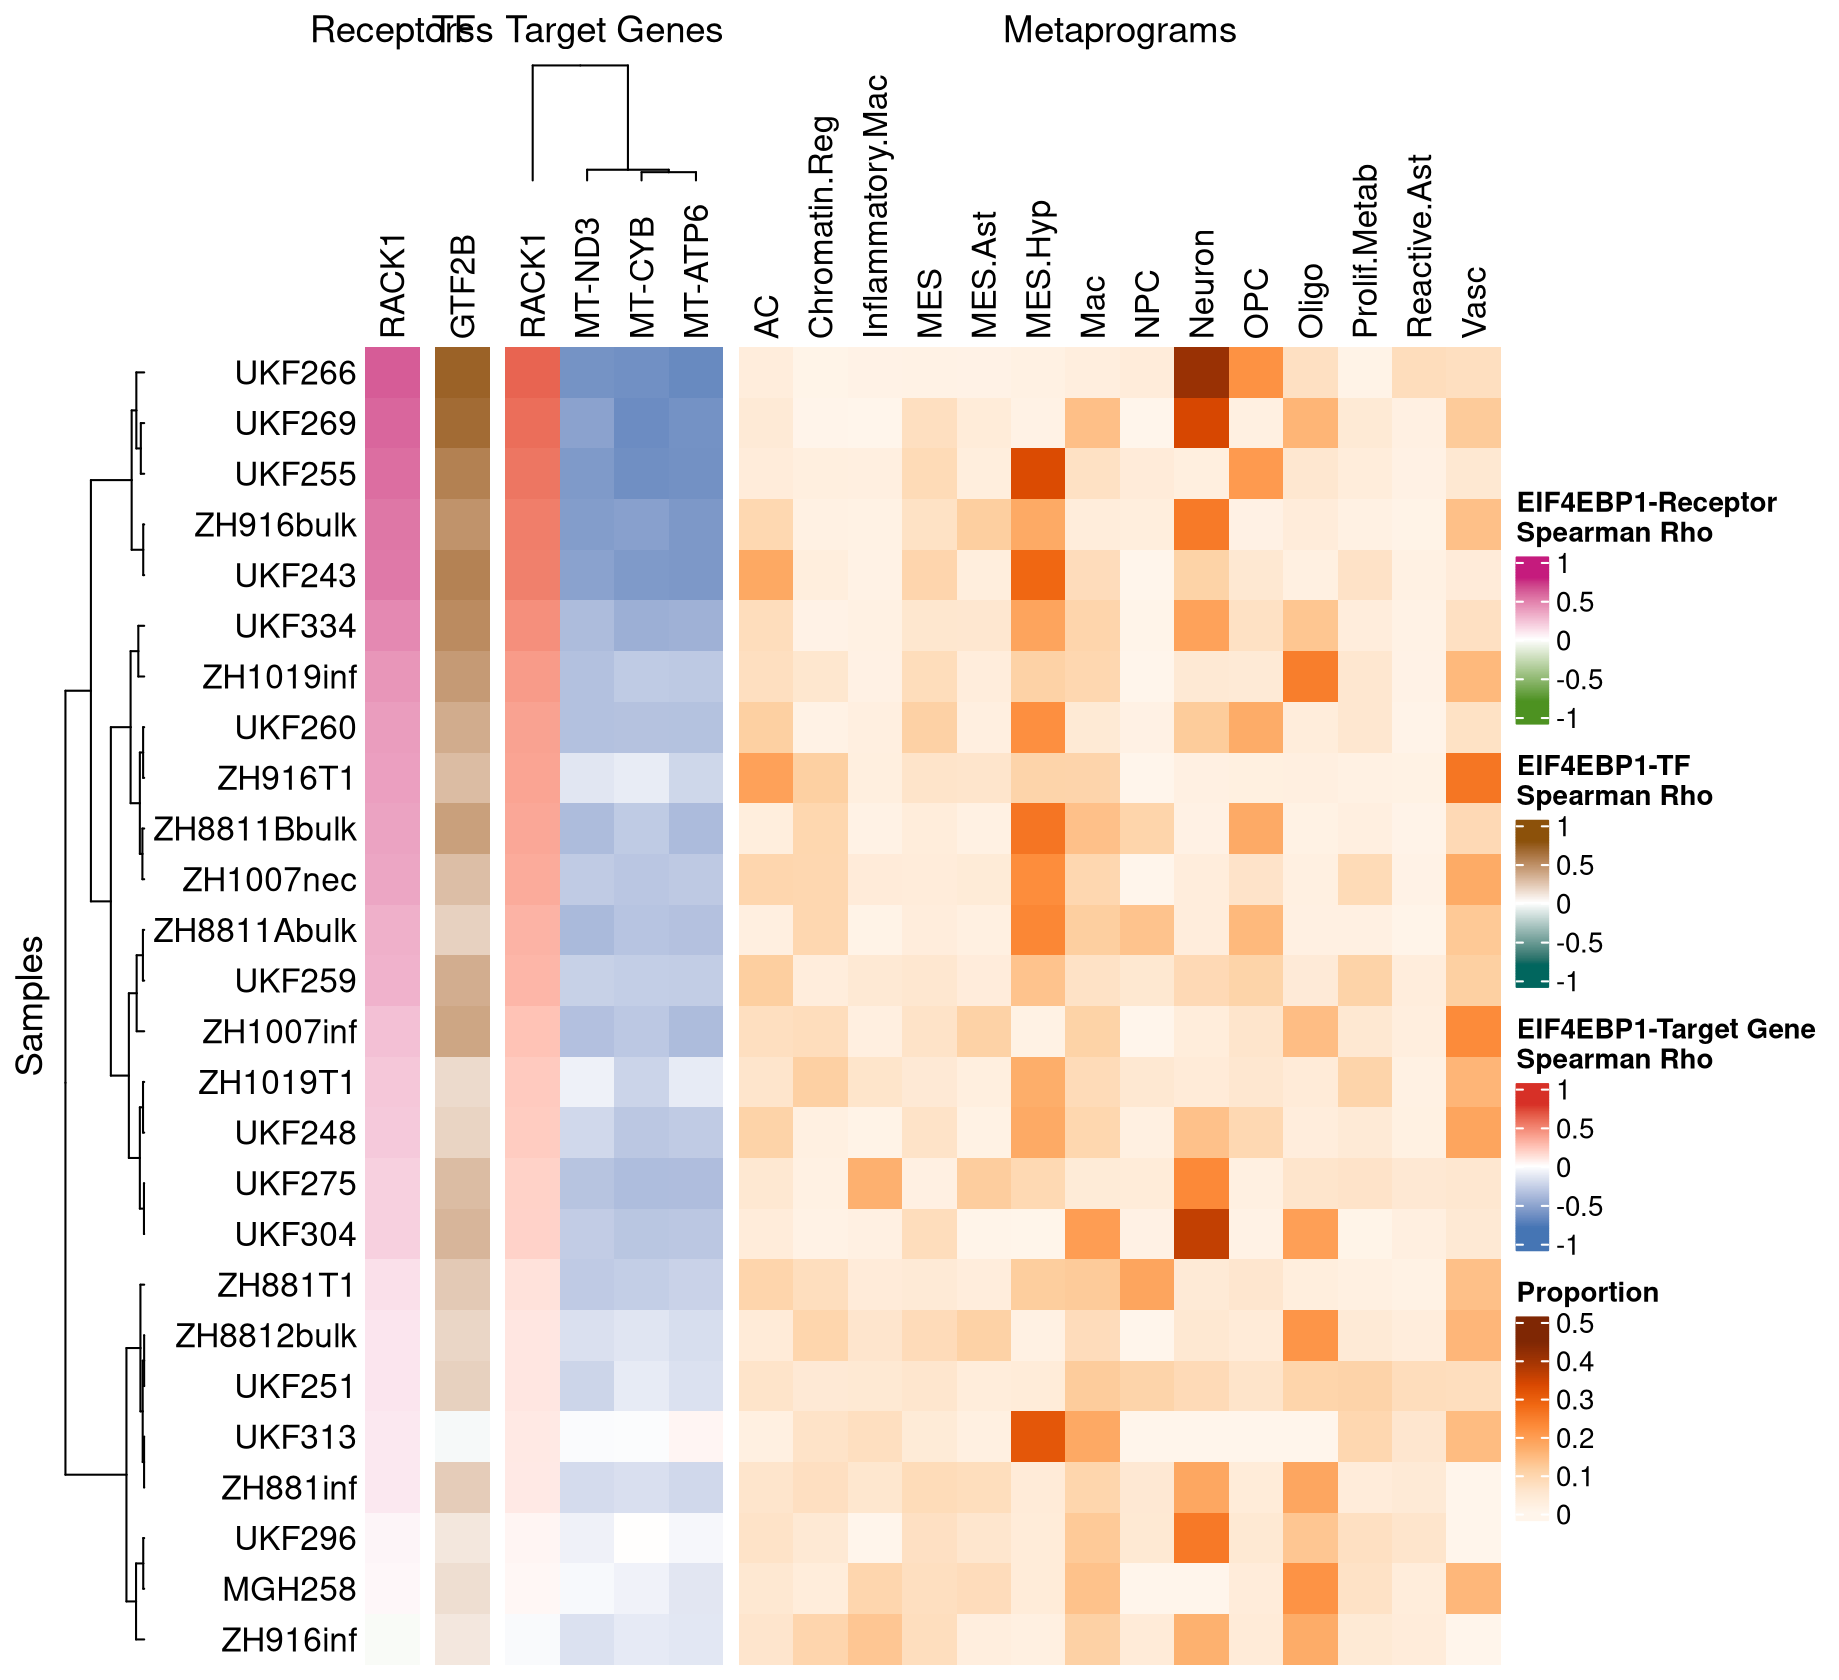 Receptors TFs Target Genes Metaprograms
RACK1 GTF2B RACK1 MT-ND3 MT-CYB MT-ATP6 AC Chromatin.Reg Inflammatory.Mac MES MES.Ast MES.Hyp Mac NPC Neuron OPC Oligo Prolif.Metab Reactive.Ast Vasc
Samples
UKF266
UKF269
UKF255
ZH916bulk
UKF243
UKF334
ZH1019inf
UKF260
ZH916T1
ZH8811Bbulk
ZH1007nec
ZH8811Abulk
UKF259
ZH1007inf
ZH1019T1
UKF248
UKF275
UKF304
ZH881T1
ZH8812bulk
UKF251
UKF313
ZH881inf
UKF296
MGH258
ZH916inf
EIF4EBP1-Receptor
Spearman Rho
1
0.5
0
-0.5
-1
EIF4EBP1-TF
Spearman Rho
1
0.5
0
-0.5
-1
EIF4EBP1-Target Gene
Spearman Rho
1
0.5
0
-0.5
-1
Proportion
0.5
0.4
0.3
0.2
0.1
0